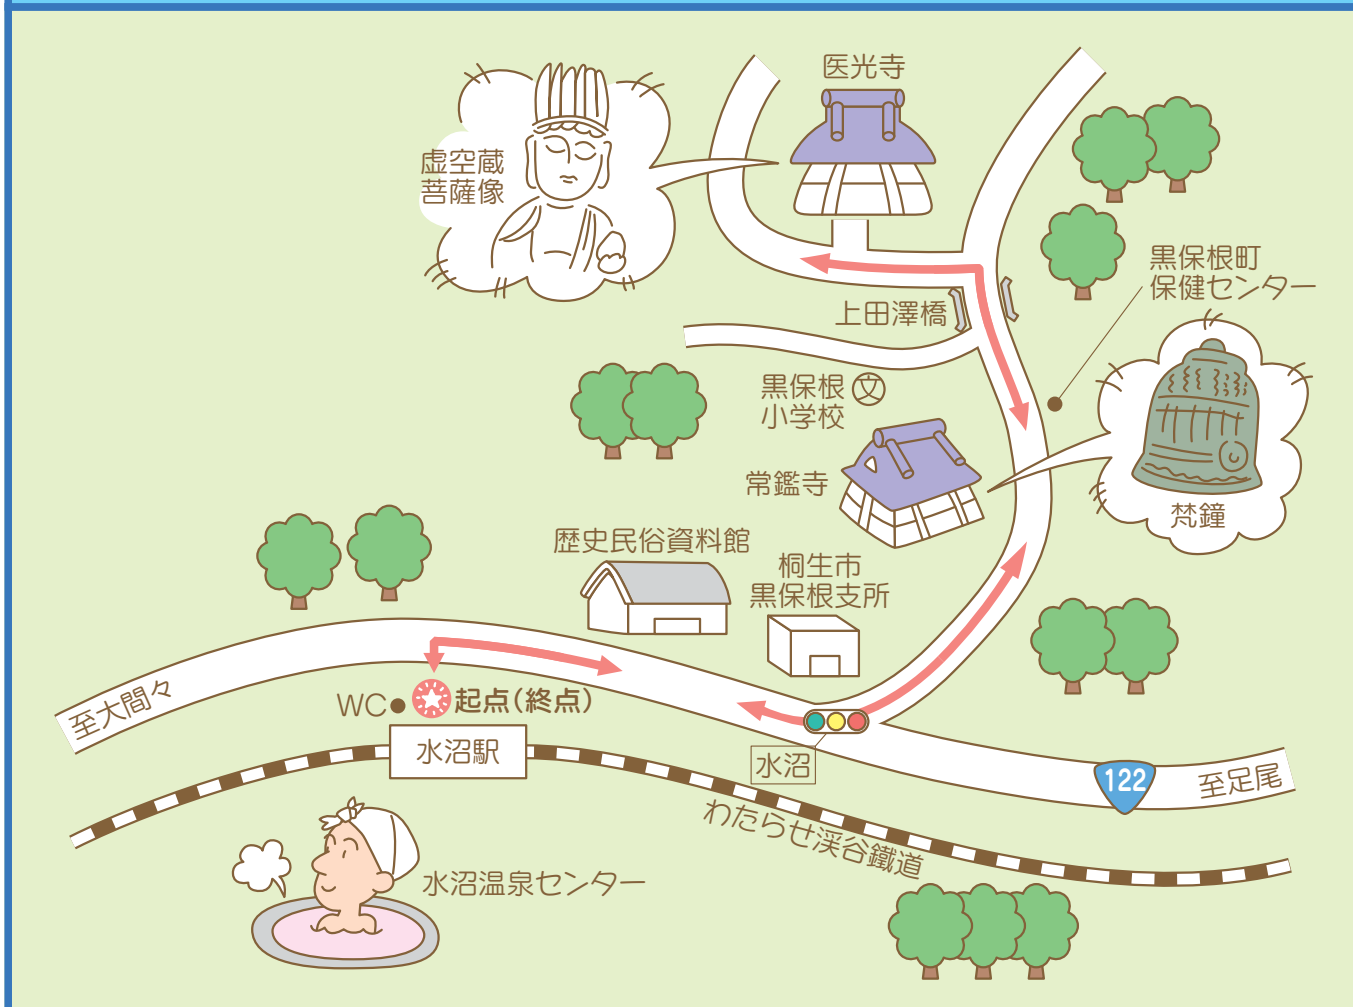 医光寺
虚空蔵
菩薩像
黒保根町
保健センター
上田澤橋
黒保根
小学校
文
常鑑寺
梵鐘
歴史民俗資料館
桐生市
黒保根支所
至大間々
WC
起点(終点)
水沼駅
水沼
122
至足尾
わたらせ渓谷鐵道
水沼温泉センター